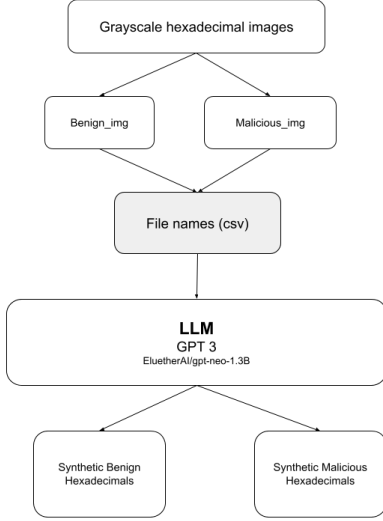 Grayscale hexadecimal images
Benign_img
Malicious_img
File names (csv)
LLM
GPT 3
EluetherAI/gpt-neo-1.3B
Synthetic Benign
Hexadecimals
Synthetic Malicious
Hexadecimals